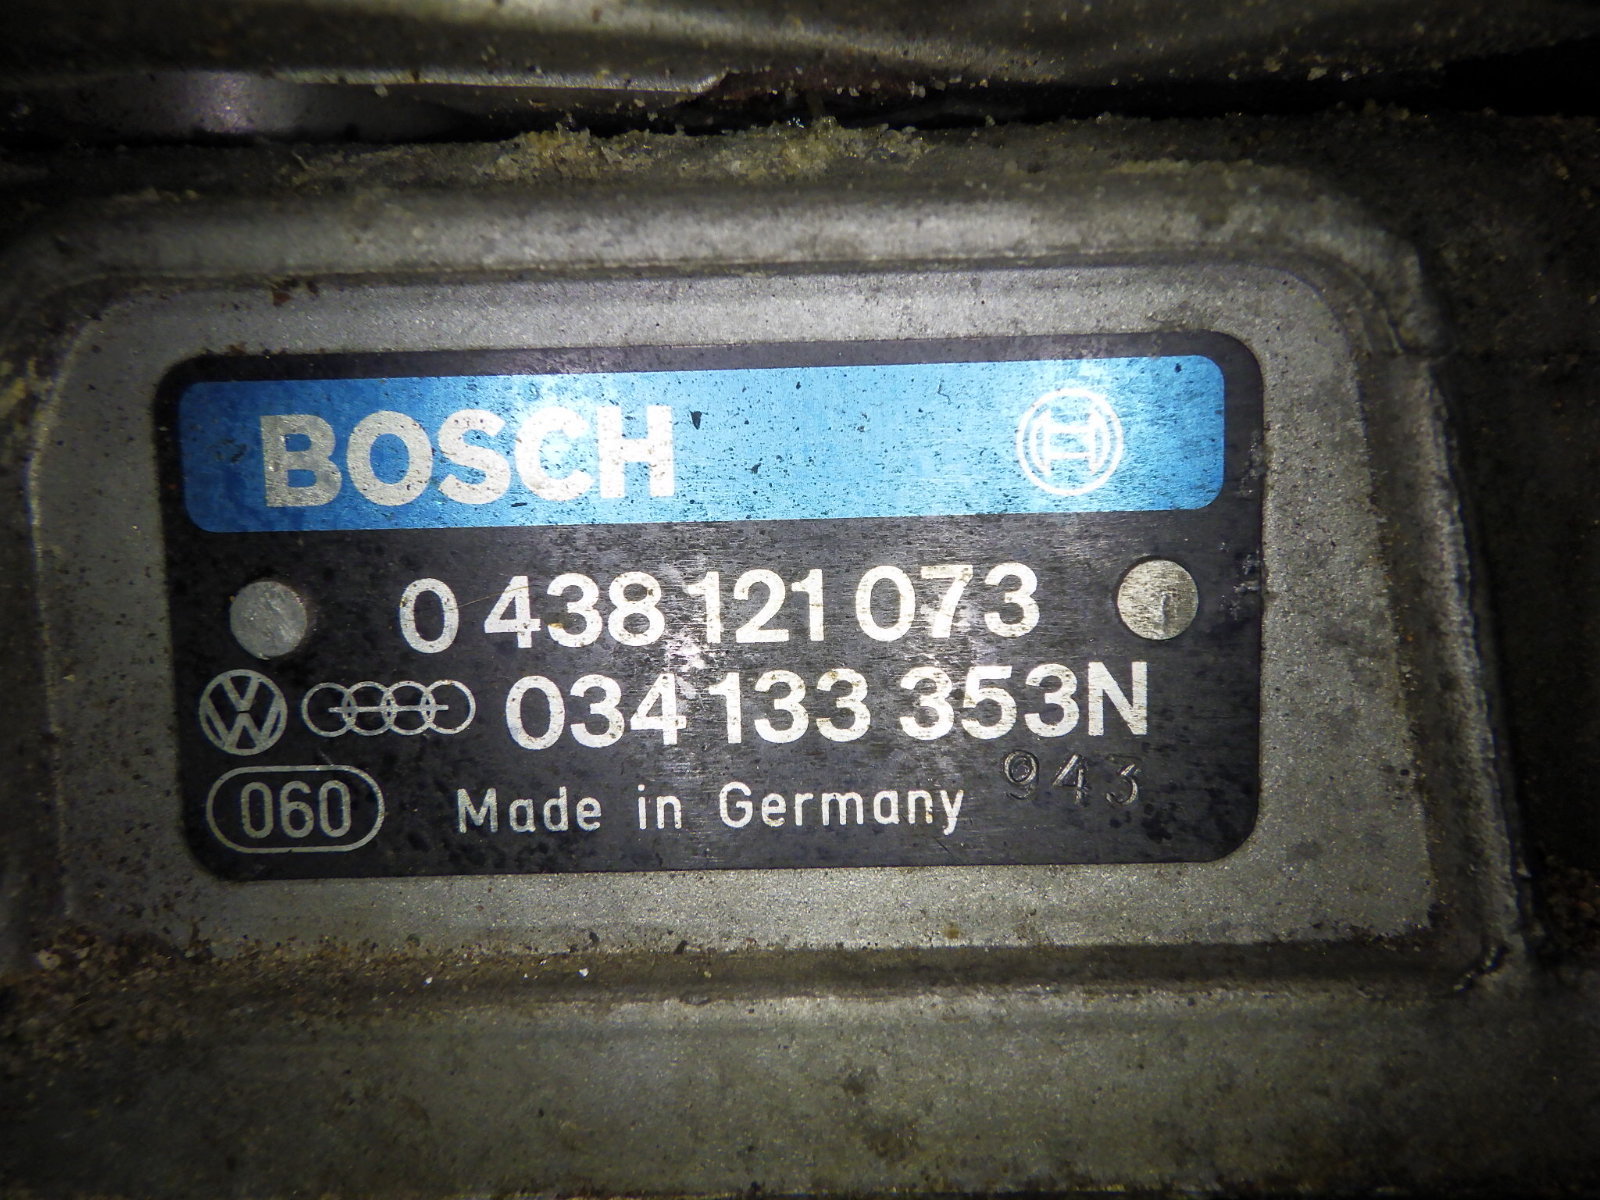 BOSCH
0 438 121 073
034 133 353N
060 Made in Germany 943